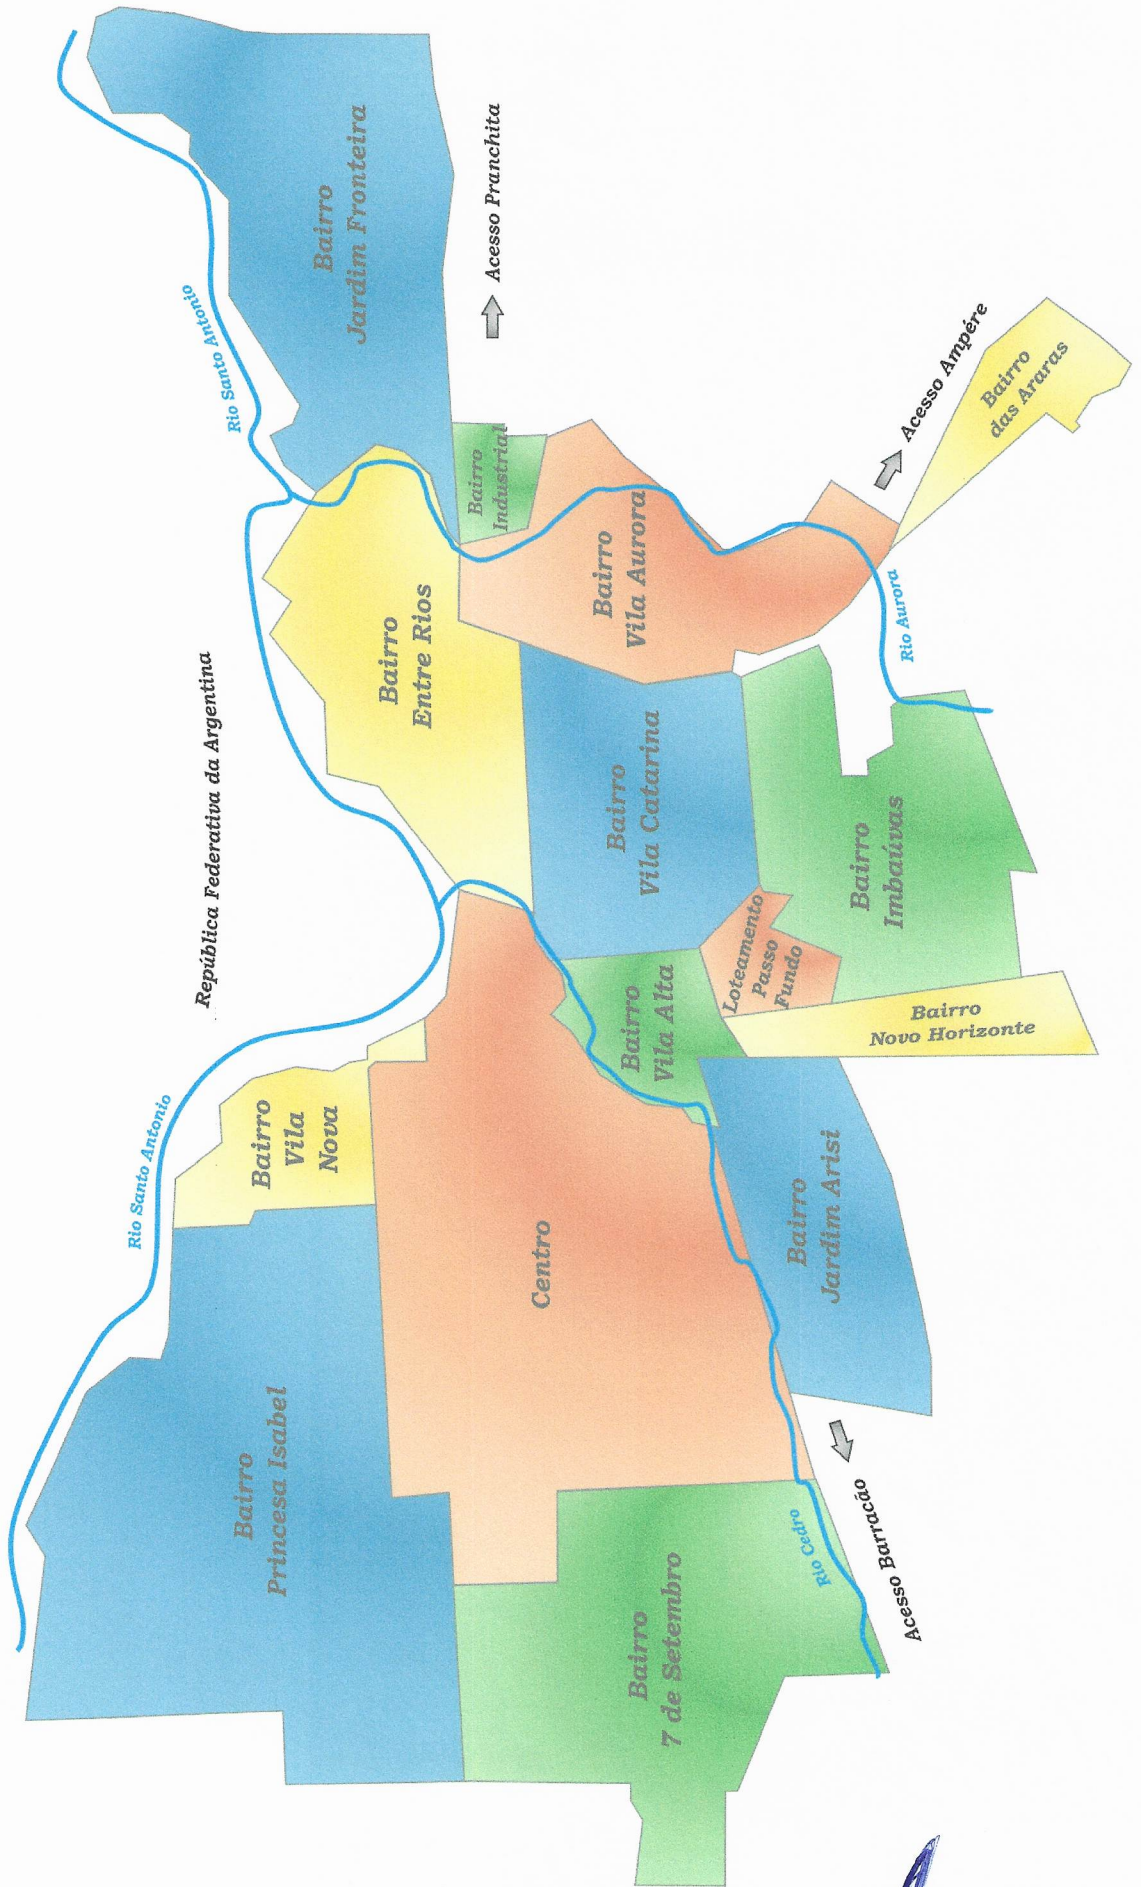 República Federativa da Argentina
Rio Santo Antonio
Rio Santo Antonio
Bairro
Princesa Isabel
Bairro
Vila
Nova
Bairro
Jardim Fronteira
Bairro
Entre Rios
Acesso Pranchita
Bairro
Industrial
Centro
Bairro
Vila Aurora
Bairro
Vila Catarina
Bairro
Vila Alta
Bairro
7 de Setembro
Loteamento
Passo
Fundo
Bairro
Jardim Arisi
Rio Cedro
Acesso Barracão
Bairro
Imbaúvas
Bairro
Novo Horizonte
Rio Aurora
Acesso Ampére
Bairro
das Araras